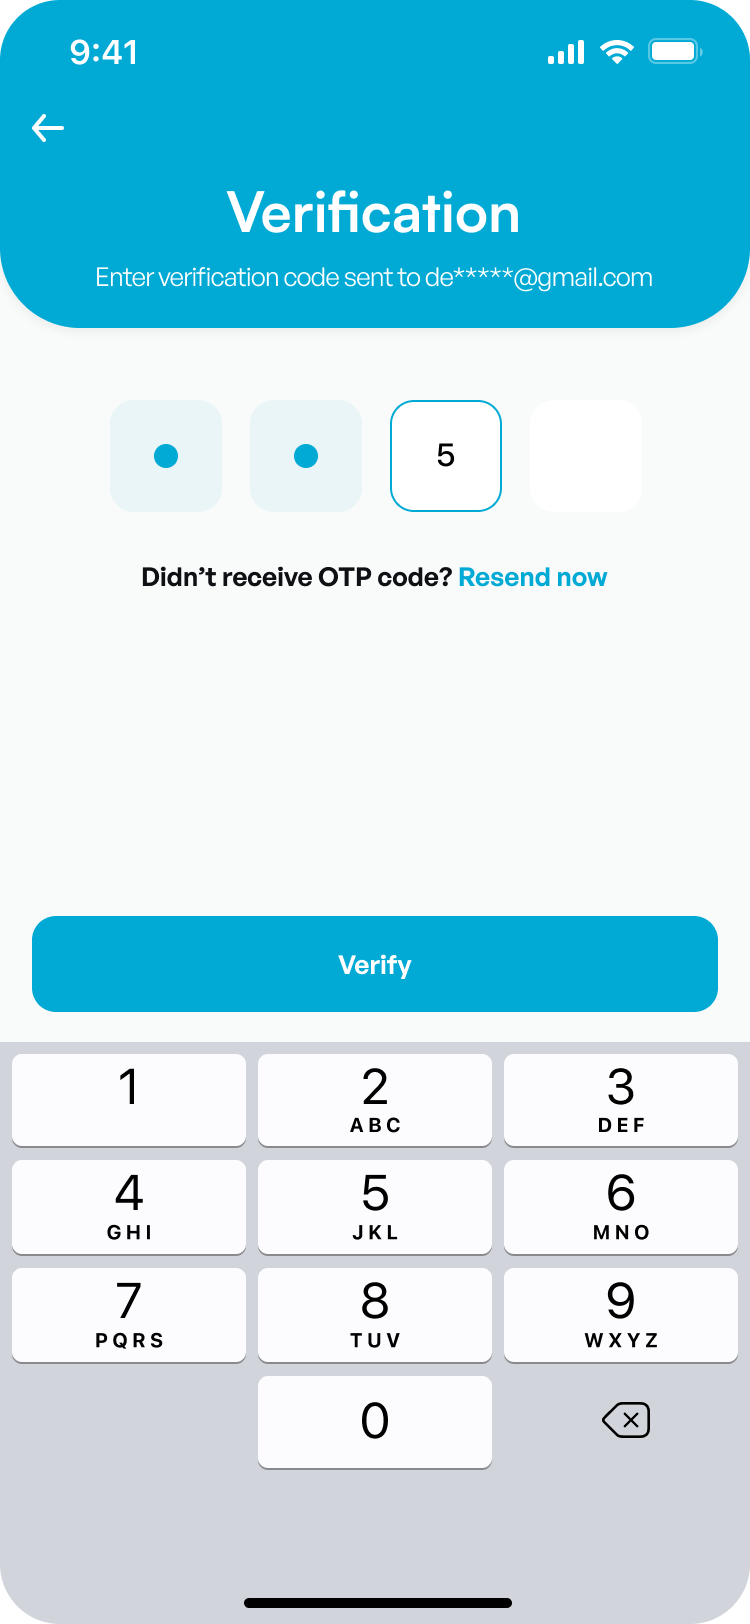 9:41
Verification
Enter verification code sent to de*****@gmail.com
5
Didn’t receive OTP code? Resend now
Verify
1 2 3
ABC DEF
4 5 6
GHI JKL MNO
7 8 9
PQRS TUV WXYZ
0